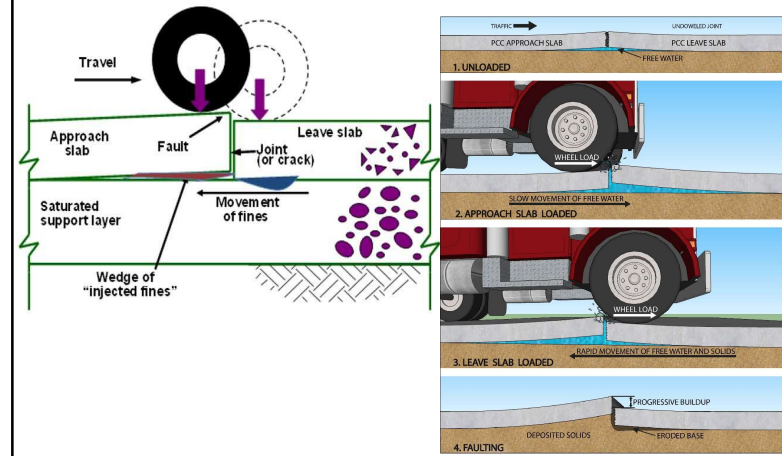 Travel
Approach
slab
Fault
Joint
(or crack)
Leave slab
Saturated
support layer
Movement
of fines
Wedge of
“injected fines”
TRAFFIC
UNDOWELED JOINT
PCC APPROACH SLAB
PCC LEAVE SLAB
FREE WATER
1. UNLOADED
WHEEL LOAD
SLOW MOVEMENT OF FREE WATER
2. APPROACH SLAB LOADED
WHEEL LOAD
RAPID MOVEMENT OF FREE WATER AND SOLIDS
3. LEAVE SLAB LOADED
PROGRESSIVE BUILDUP
DEPOSITED SOLIDS
ERODED BASE
4. FAULTING